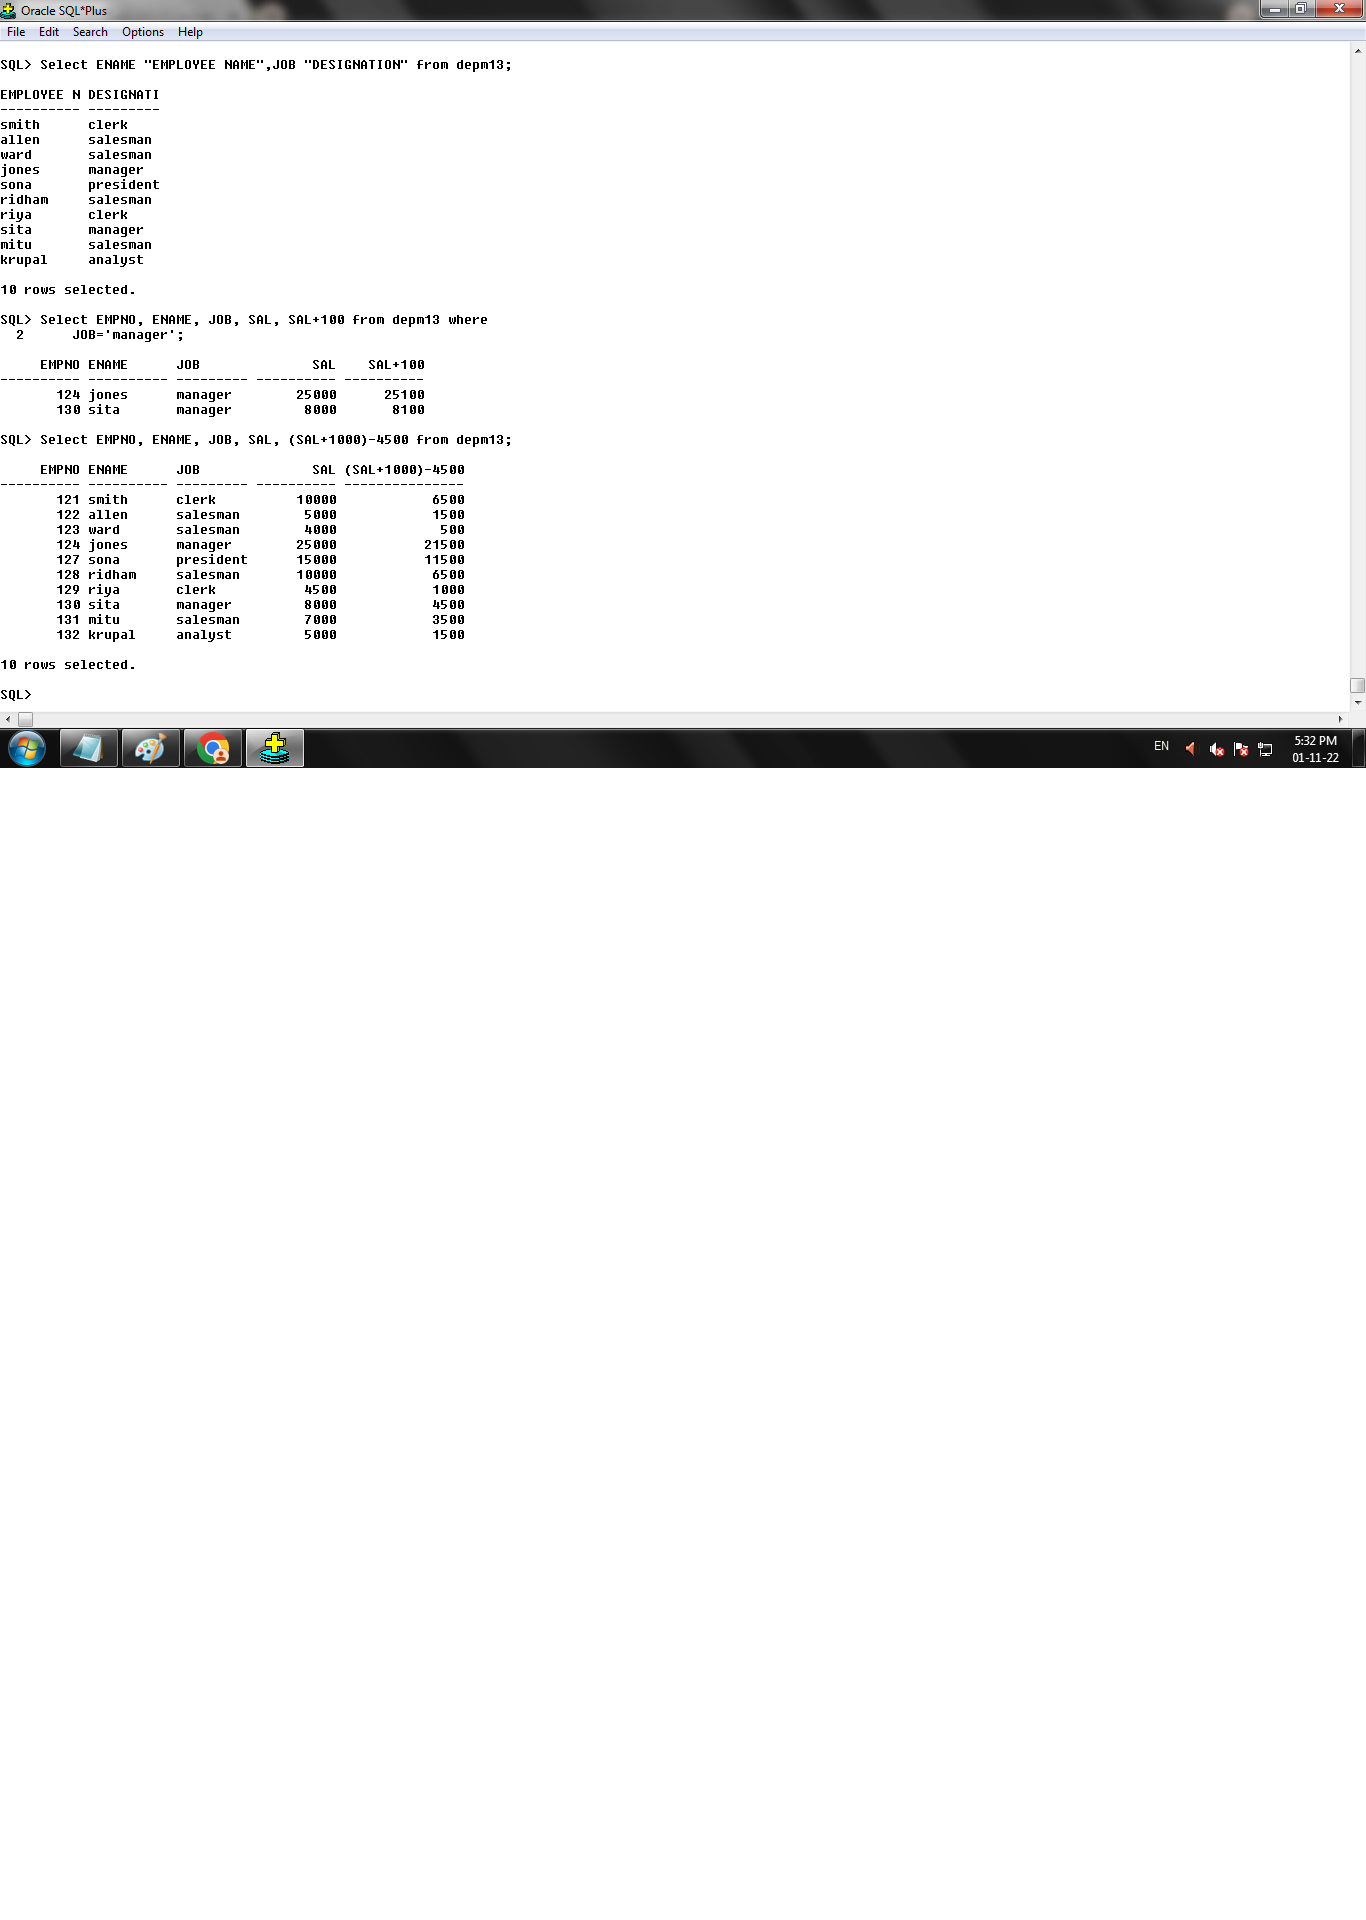 Oracle SQL*Plus
File Edit Search Options Help
SQL> Select ENAME "EMPLOYEE NAME",JOB "DESIGNATION" from depm13;
EMPLOYEE N DESIGNATI
---------- ---------
smith      clerk
allen      salesman
ward       salesman
jones      manager
sona       president
ridham     salesman
riya       clerk
sita       manager
mitu       salesman
krupal     analyst
10 rows selected.
SQL> Select EMPNO, ENAME, JOB, SAL, SAL+100 from depm13 where
  2      JOB='manager';
     EMPNO ENAME      JOB              SAL    SAL+100
---------- ---------- --------- ---------- ----------
       124 jones      manager        25000      25100
       130 sita       manager         8000       8100
SQL> Select EMPNO, ENAME, JOB, SAL, (SAL+1000)-4500 from depm13;
     EMPNO ENAME      JOB              SAL (SAL+1000)-4500
---------- ---------- --------- ---------- ---------------
       121 smith      clerk          10000            6500
       122 allen      salesman        5000            1500
       123 ward       salesman        4000             500
       124 jones      manager        25000           21500
       127 sona       president      15000           11500
       128 ridham     salesman       10000            6500
       129 riya       clerk           4500            1000
       130 sita       manager         8000            4500
       131 mitu       salesman        7000            3500
       132 krupal     analyst         5000            1500
10 rows selected.
SQL>
EN
5:32 PM
01-11-22